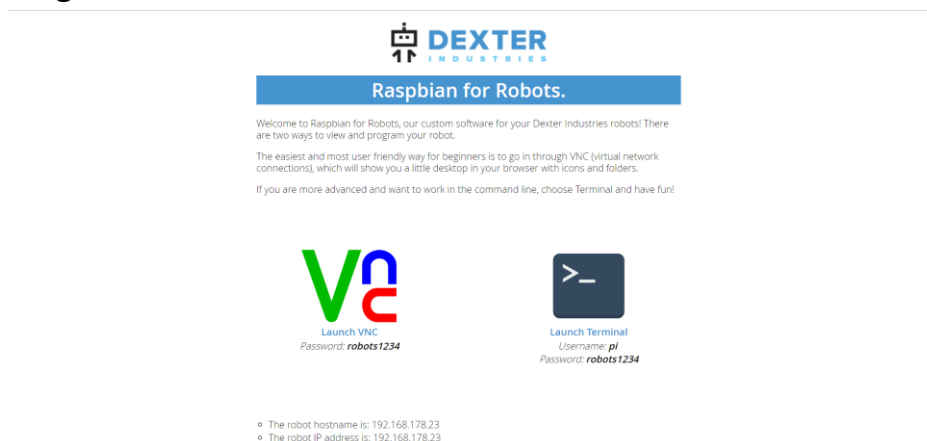 DEXTER
INDUSTRIES
Raspbian for Robots.
Welcome to Raspbian for Robots, our custom software for your Dexter Industries robots! There
are two ways to view and program your robot.
The easiest and most user friendly way for beginners is to go in through VNC (virtual network
connections), which will show you a little desktop in your browser with icons and folders.
If you are more advanced and want to work in the command line, choose Terminal and have fun!
Vnc
>_
Launch VNC
Password: robots1234
Launch Terminal
Username: pi
Password: robots1234
The robot hostname is: 192.168.178.23
The robot IP address is: 192.168.178.23